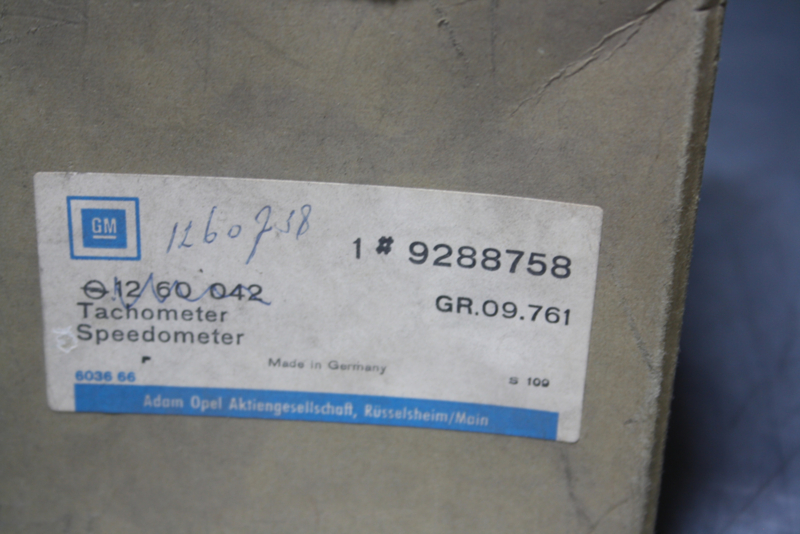 GM
1260738
1 # 9288758
12 60 042
GR.09.761
Tachometer
Speedometer
Made in Germany
6036 66
S 109
Adam Opel Aktiengesellschaft, Rüsselsheim/Main